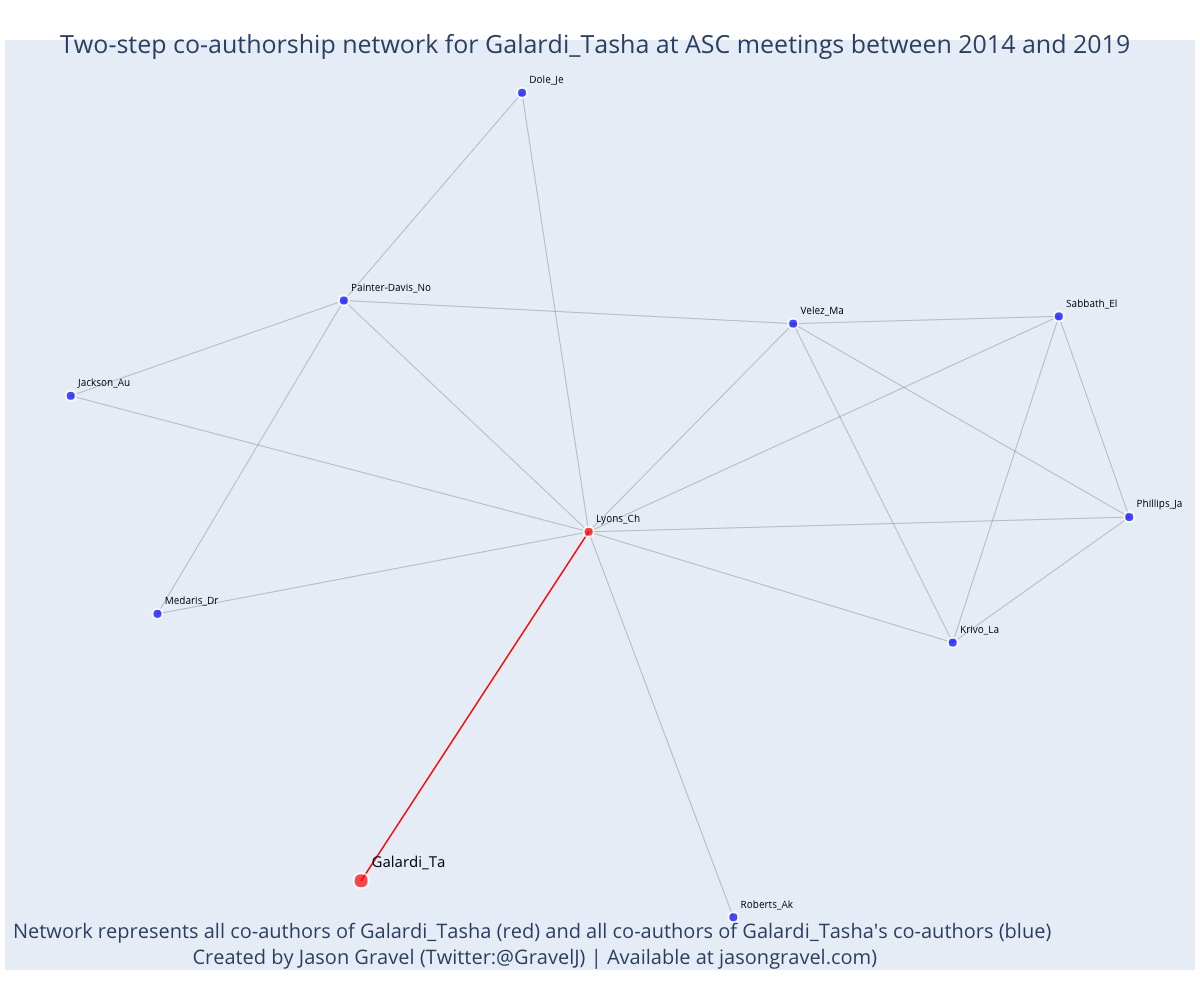 Two-step co-authorship network for Galardi_Tasha at ASC meetings between 2014 and 2019
Dole_Je
Painter-Davis_No
Velez_Ma
Sabbath_El
Jackson_Au
Phillips_Ja
Lyons_Ch
Medaris_Dr
Krivo_La
Galardi_Ta
Roberts_Ak
Network represents all co-authors of Galardi_Tasha (red) and all co-authors of Galardi_Tasha's co-authors (blue)
Created by Jason Gravel (Twitter:@GravelJ) | Available at jasongravel.com)